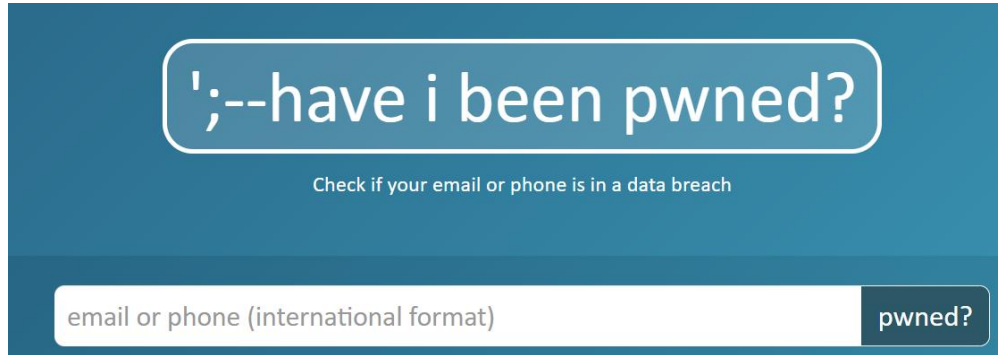 ';--have i been pwned?
Check if your email or phone is in a data breach
email or phone (international format)
pwned?